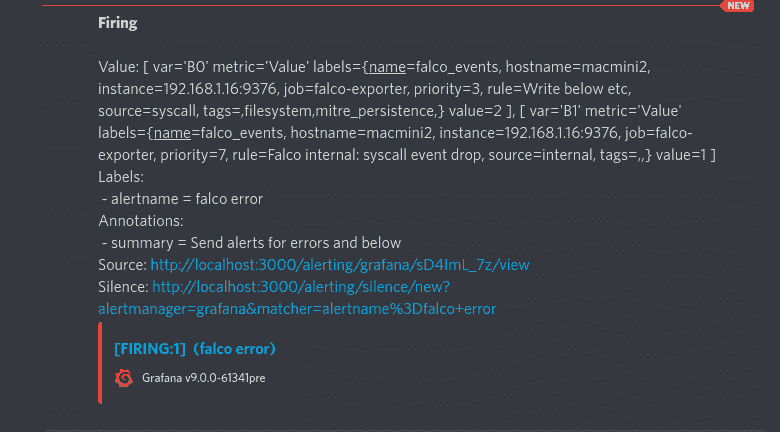 NEW
Firing
Value: [ var='B0' metric='Value' labels={name=falco_events, hostname=macmini2,
instance=192.168.1.16:9376, job=falco-exporter, priority=3, rule=Write below etc,
source=syscall, tags=,filesystem,mitre_persistence,} value=2 ], [ var='B1' metric='Value'
labels={name=falco_events, hostname=macmini2, instance=192.168.1.16:9376, job=falco-
exporter, priority=7, rule=Falco internal: syscall event drop, source=internal, tags=,,} value=1 ]
Labels:
- alertname = falco error
Annotations:
- summary = Send alerts for errors and below
Source: http://localhost:3000/alerting/grafana/sD4ImL_7z/view
Silence: http://localhost:3000/alerting/silence/new?
alertmanager=grafana&matcher=alertname%3Dfalco+error
[FIRING:1] (falco error)
Grafana v9.0.0-61341pre